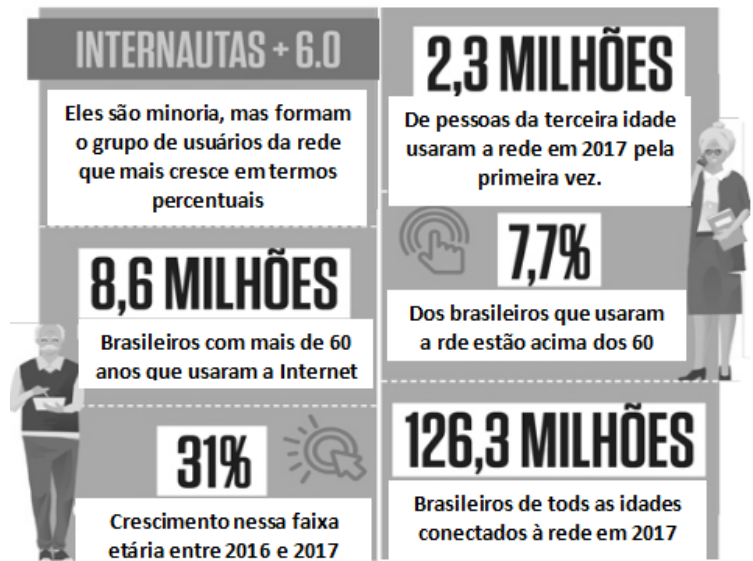 INTERNAUTAS + 6.0
Eles são minoria, mas formam
o grupo de usuários da rede
que mais cresce em termos
percentuais
8,6 MILHÕES
Brasileiros com mais de 60
anos que usaram a Internet
31%
Crescimento nessa faixa
etária entre 2016 e 2017
2,3 MILHÕES
De pessoas da terceira idade
usaram a rede em 2017 pela
primeira vez.
7,7%
Dos brasileiros que usaram
a rde estão acima dos 60
126,3 MILHÕES
Brasileiros de tods as idades
conectados à rede em 2017